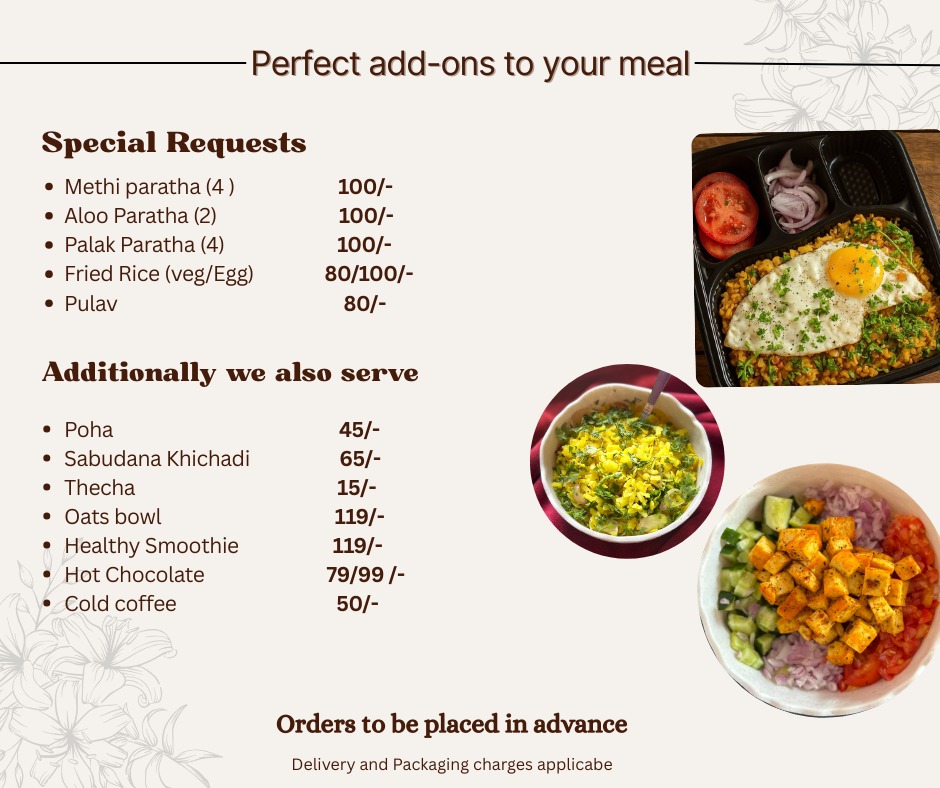 Perfect add-ons to your meal
Special Requests
• Methi paratha (4 ) 100/-
• Aloo Paratha (2) 100/-
• Palak Paratha (4) 100/-
• Fried Rice (veg/Egg) 80/100/-
• Pulav 80/-
Additionally we also serve
• Poha 45/-
• Sabudana Khichadi 65/-
• Thecha 15/-
• Oats bowl 119/-
• Healthy Smoothie 119/-
• Hot Chocolate 79/99 /-
• Cold coffee 50/-
Orders to be placed in advance
Delivery and Packaging charges applicabe